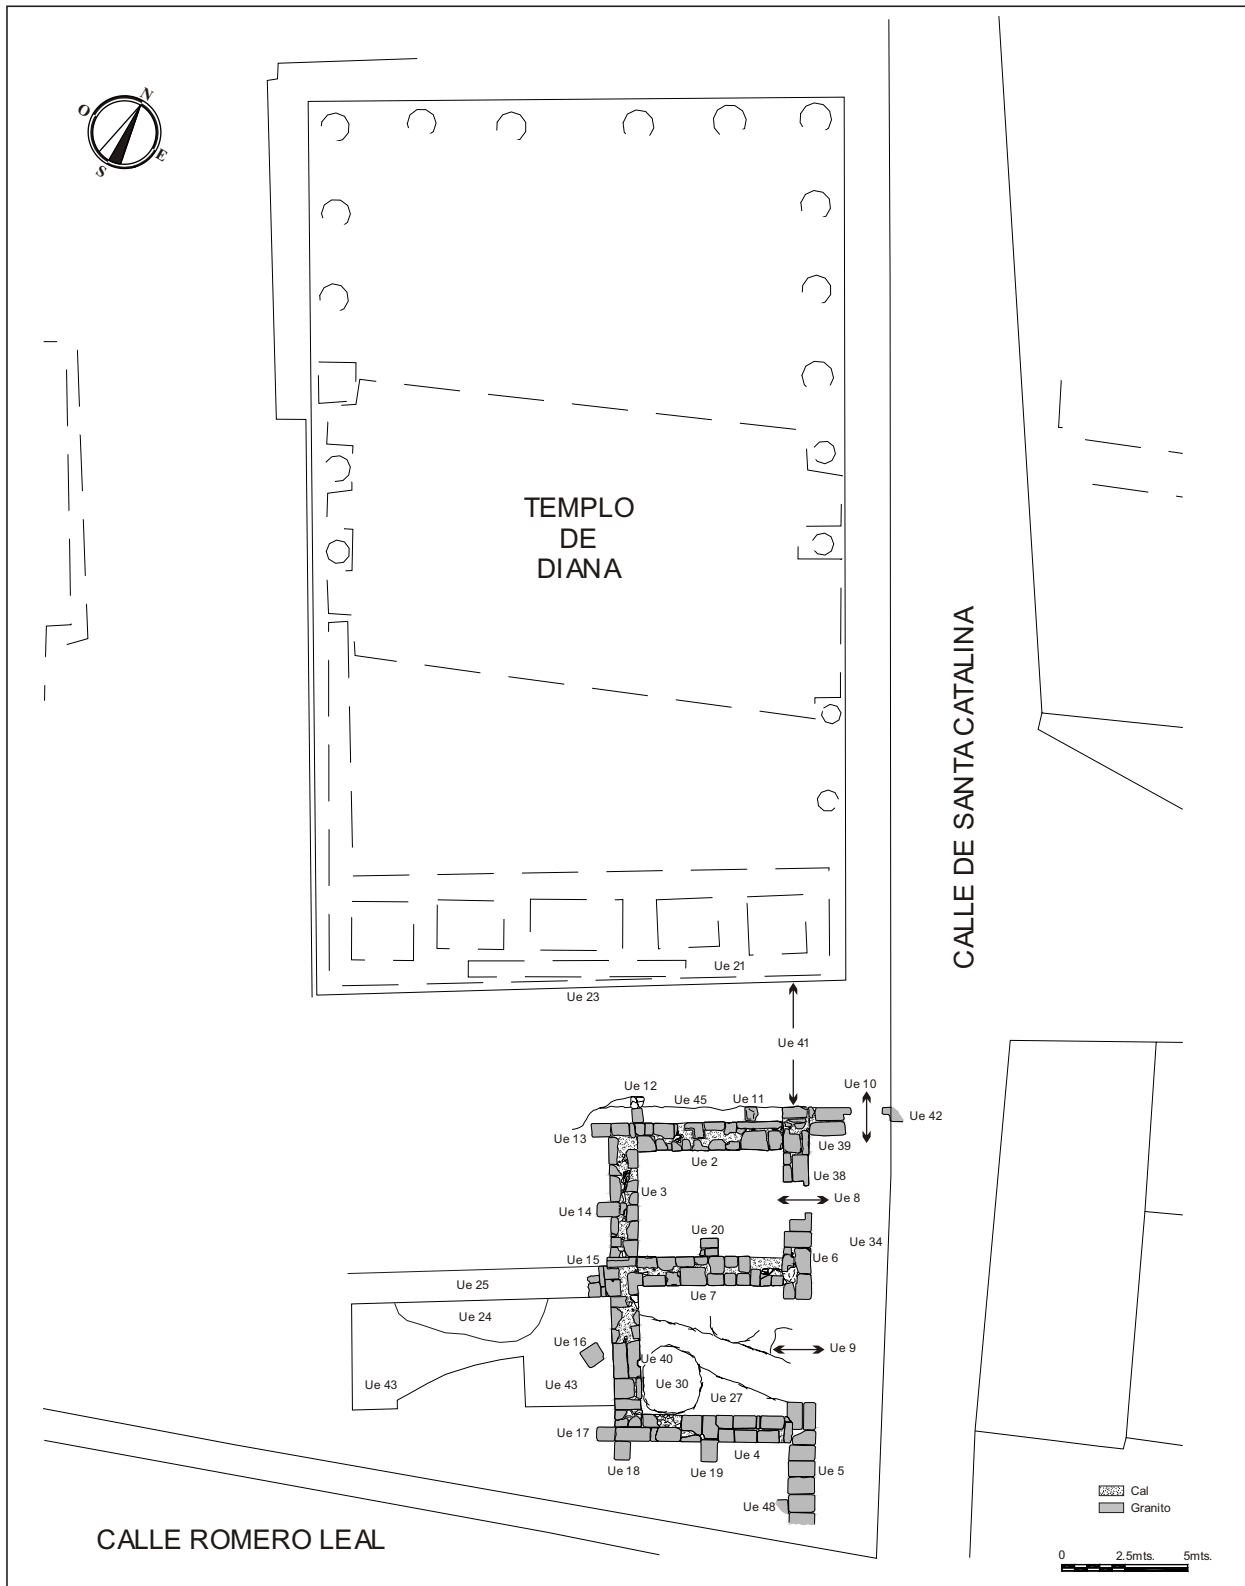 N
O
E
S
TEMPLO
DE
DIANA
CALLE DE SANTA CATALINA
Ue 21
Ue 23
Ue 41
Ue 12
Ue 45
Ue 11
Ue 10
Ue 42
Ue 13
Ue 39
Ue 2
Ue 38
Ue 3
Ue 8
Ue 14
Ue 20
Ue 34
Ue 15
Ue 6
Ue 25
Ue 7
Ue 24
Ue 16
Ue 9
Ue 40
Ue 43
Ue 43
Ue 30
Ue 27
Ue 17
Ue 4
Ue 18
Ue 19
Ue 5
Ue 48
Cal
Granito
CALLE ROMERO LEAL
0 2.5mts. 5mts.